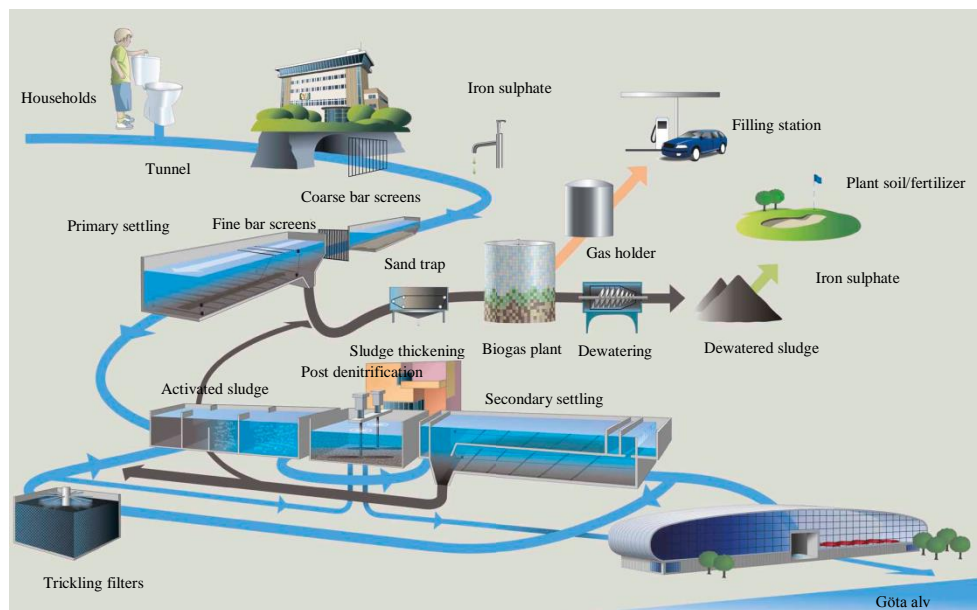 Households
Iron sulphate
Filling station
Tunnel
Coarse bar screens
Plant soil/fertilizer
Primary settling
Fine bar screens
Sand trap
Gas holder
Iron sulphate
Sludge thickening
Biogas plant
Dewatering
Dewatered sludge
Post denitrification
Activated sludge
Secondary settling
Trickling filters
Göta alv